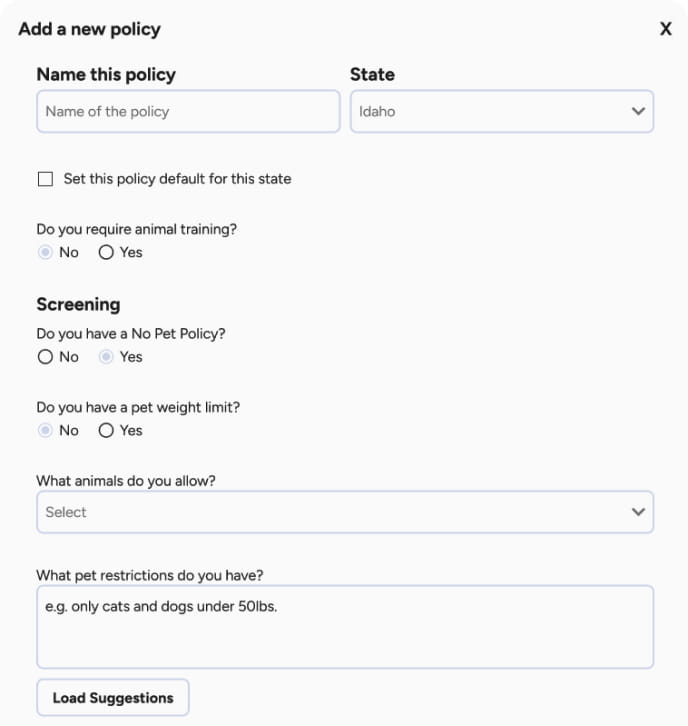 Add a new policy X
Name this policy State
Name of the policy Idaho
Set this policy default for this state
Do you require animal training?
No Yes
Screening
Do you have a No Pet Policy?
No Yes
Do you have a pet weight limit?
No Yes
What animals do you allow?
Select
What pet restrictions do you have?
e.g. only cats and dogs under 50lbs.
Load Suggestions